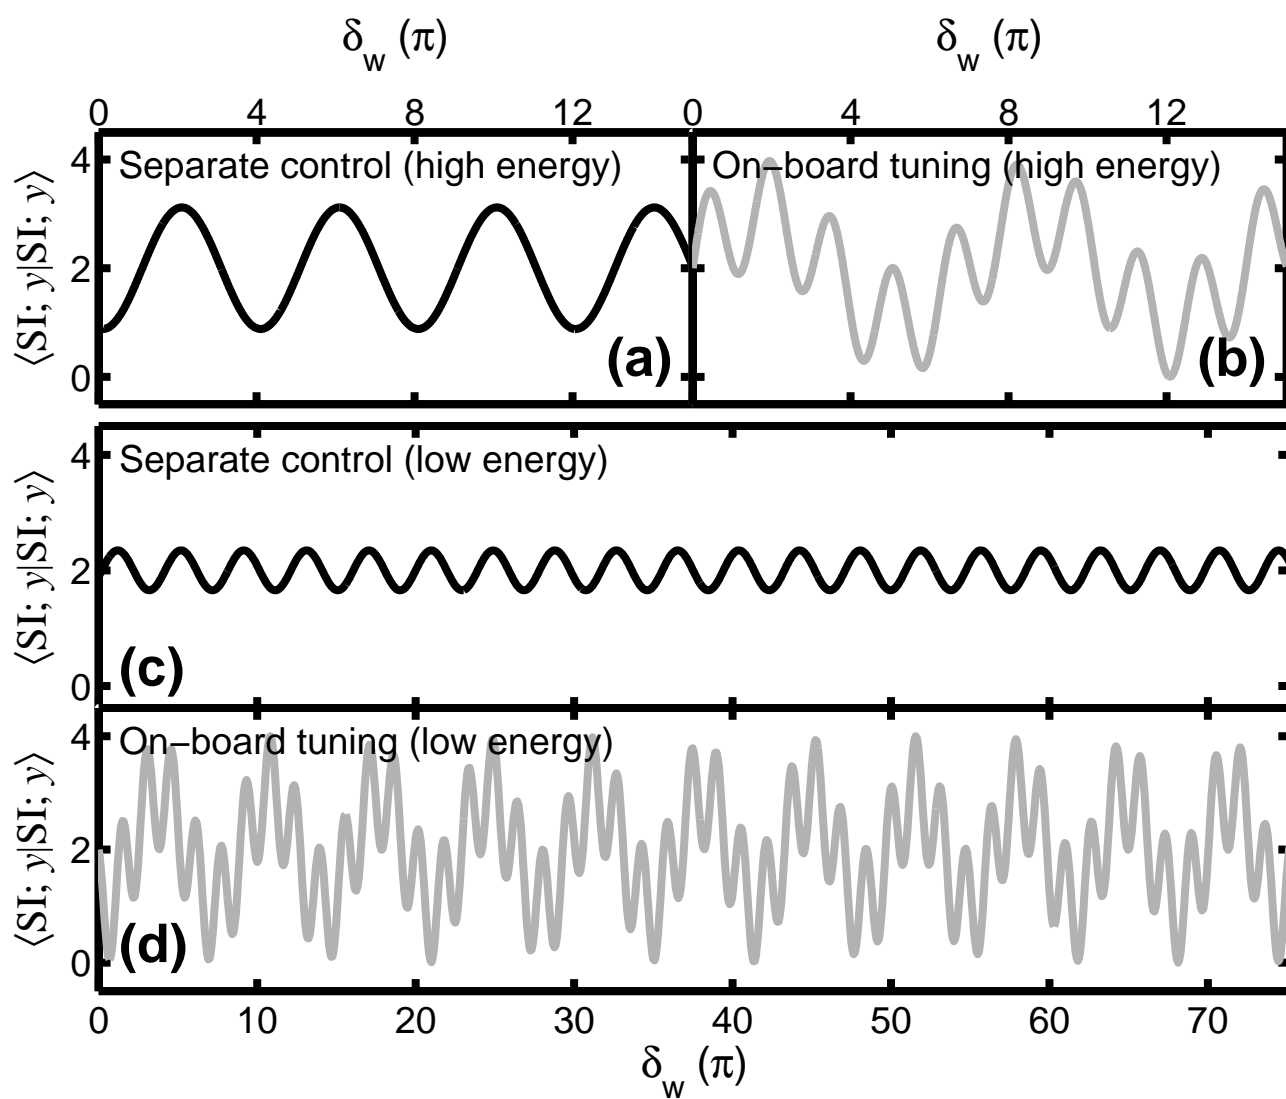 δw (π) δw (π)
0 4 8 12 0 4 8 12
4 Separate control (high energy) On−board tuning (high energy)
2
0
⟨SI; y|SI; y⟩
(a) (b)
4 Separate control (low energy)
2
0
⟨SI; y|SI; y⟩
(c)
4 On−board tuning (low energy)
2
0
⟨SI; y|SI; y⟩
(d)
0 10 20 30 40 50 60 70
δw (π)